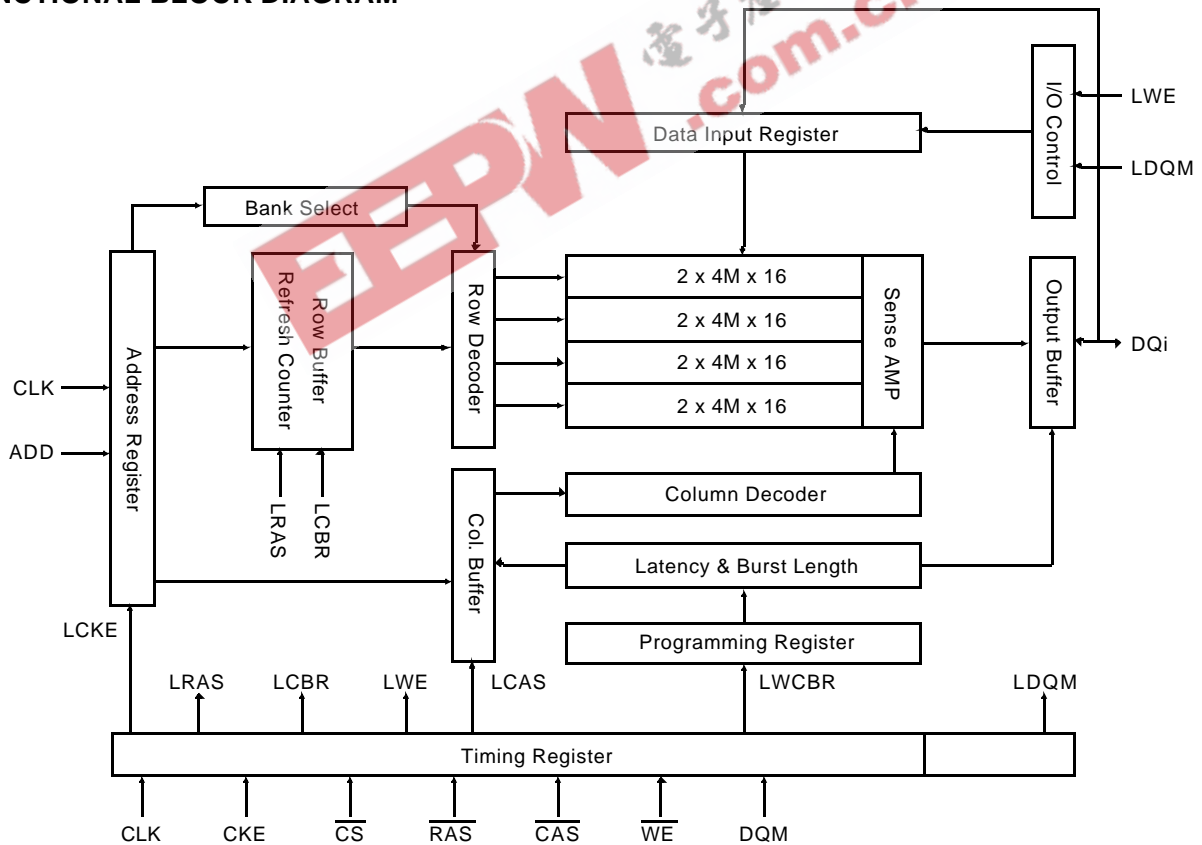 NCTIONAL BLOCK DIAGRAM
EEPW
.com.c
I/O Control
LWE
LDQM
Data Input Register
Bank Select
Address Register
CLK
ADD
Row Buffer
Refresh Counter
LRAS
LCBR
Row Decoder
2 x 4M x 16
2 x 4M x 16
2 x 4M x 16
2 x 4M x 16
Sense AMP
Output Buffer
DQi
Col. Buffer
Column Decoder
Latency & Burst Length
Programming Register
LCKE
LRAS
LCBR
LWE
LCAS
LWCBR
LDQM
Timing Register
CLK
CKE
CS
RAS
CAS
WE
DQM